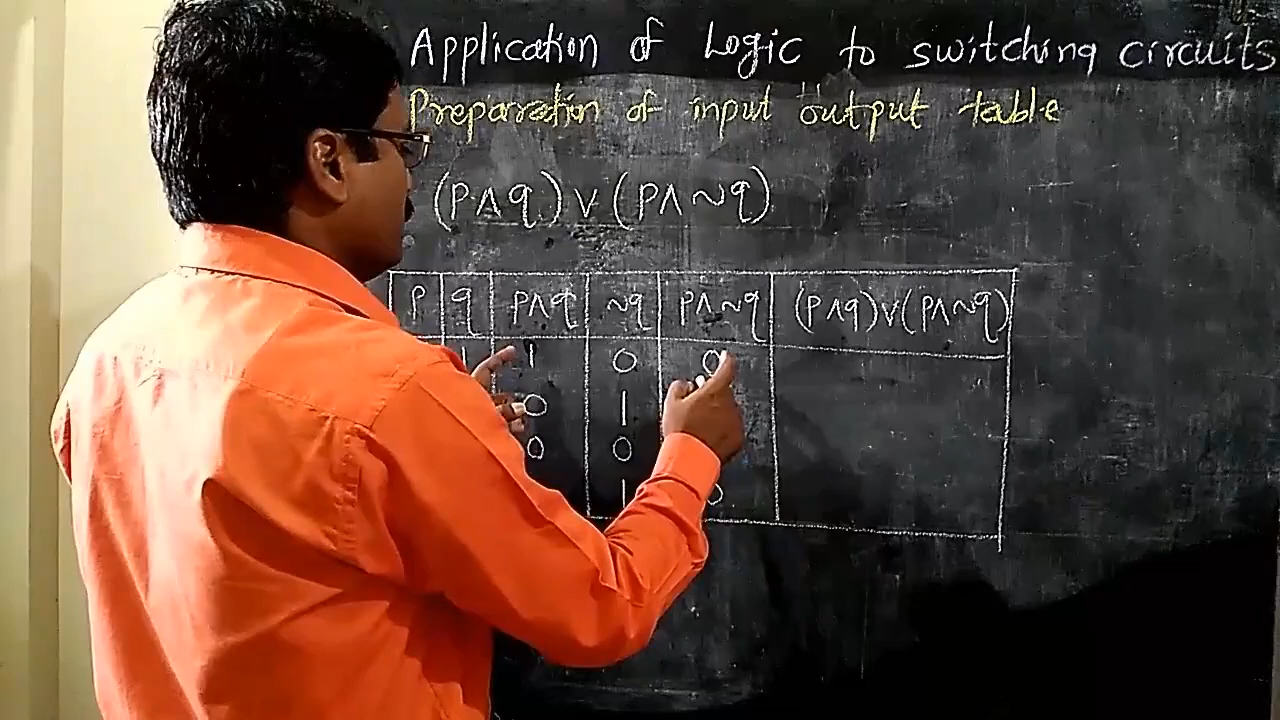 Application of Logic to switching circuits
Preparation of input output table
(p∧q)∨(p∧~q)
p q p∧q ~q p∧~q (p∧q)∨(p∧~q)
1 1 0 0
0 1
0 0
1 0